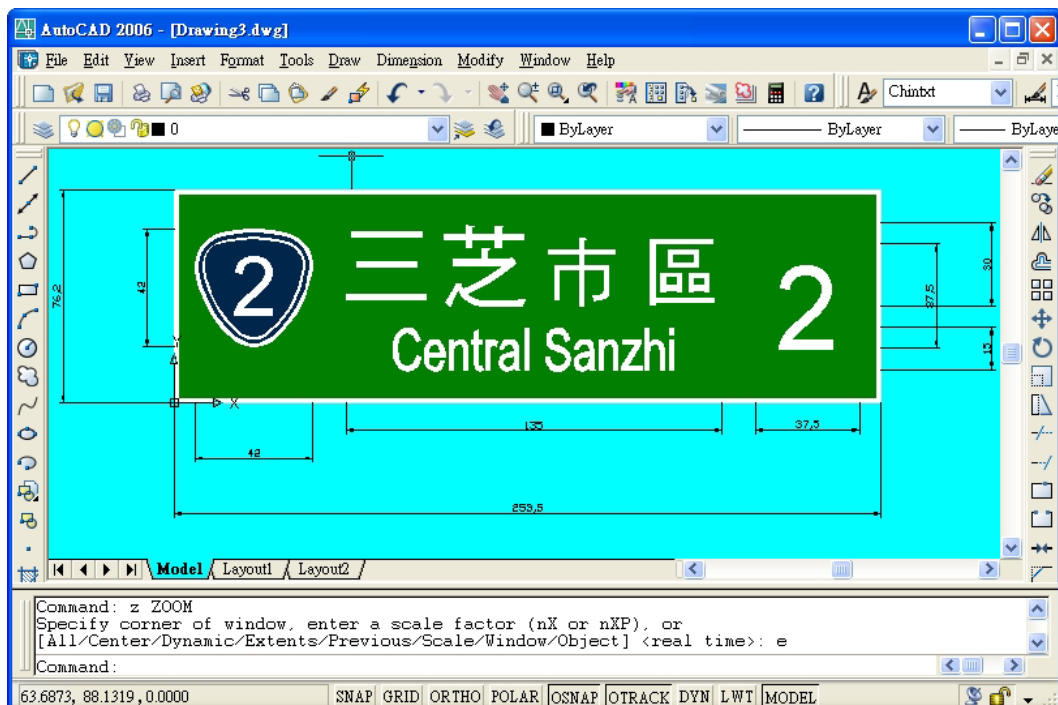 AutoCAD 2006 - [Drawing3.dwg]
File Edit View Insert Format Tools Draw Dimension Modify Window Help
Chintxt
0 ByLayer ByLayer ByLaye
76,2
42
2
三芝市區
Central Sanzhi
2
30
37,5
15
Y
X
135
37,5
42
253,5
Model Layout1 Layout2
Command: z ZOOM
Specify corner of window, enter a scale factor (nX or nXP), or
[All/Center/Dynamic/Extents/Previous/Scale/Window/Object] <real time>: e
Command:
63.6873, 88.1319, 0.0000 SNAP GRID ORTHO POLAR OSNAP OTRACK DYN LWT MODEL